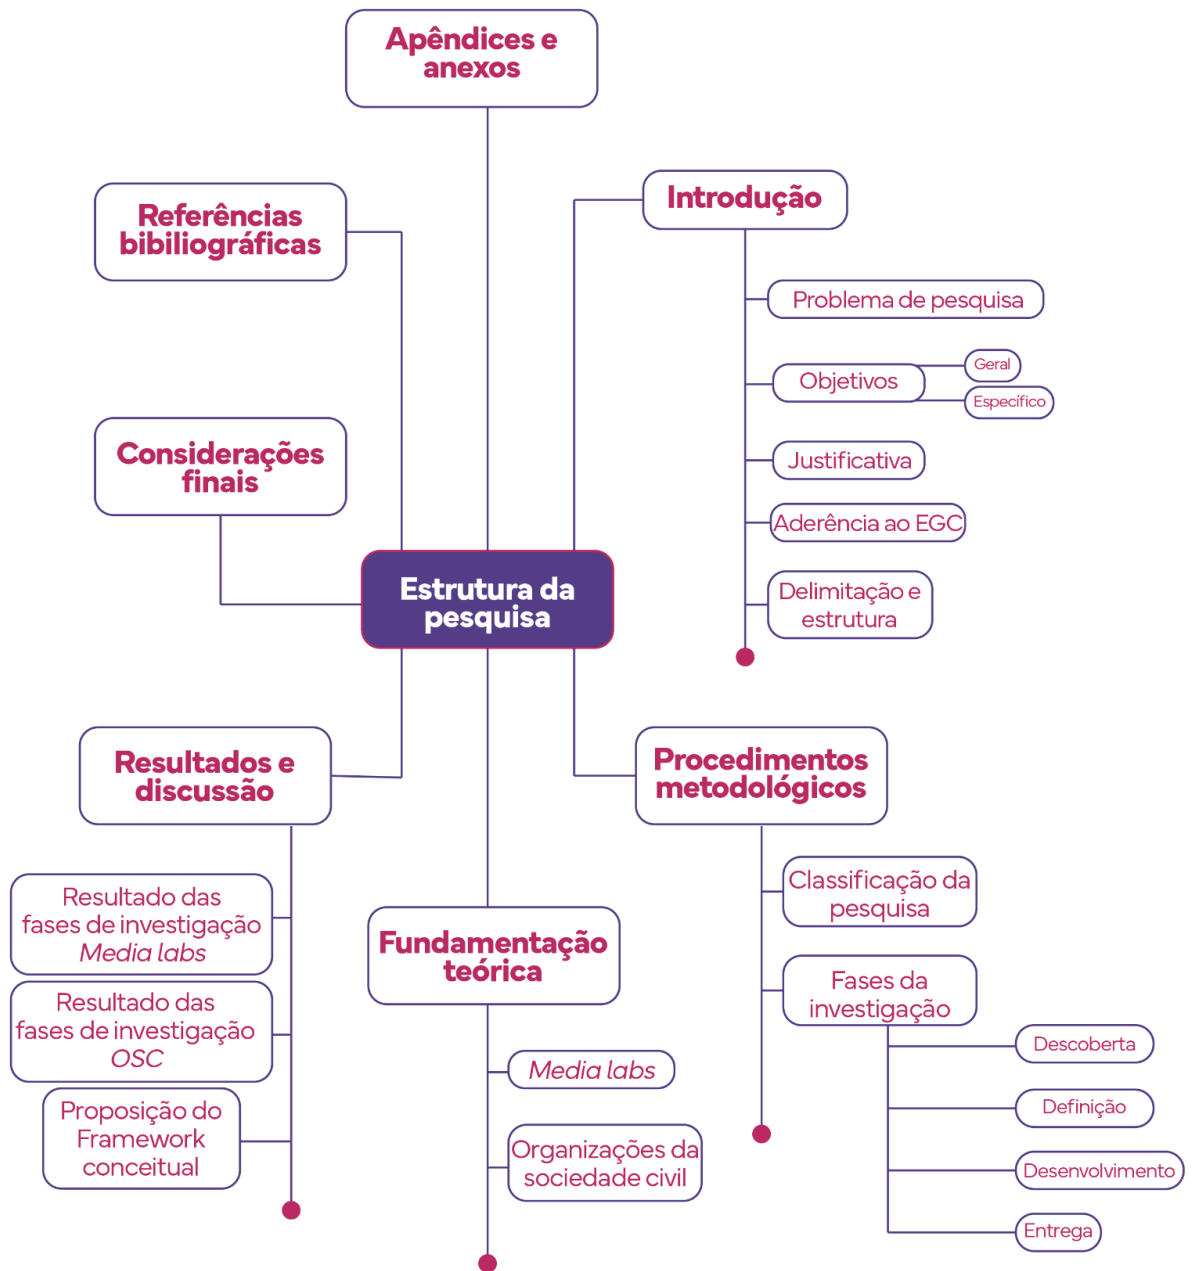 Apêndices e
anexos
Referências
bibiliográficas
Introdução
Problema de pesquisa
Objetivos
Geral
Específico
Justificativa
Aderência ao EGC
Delimitação e
estrutura
Considerações
finais
Estrutura da
pesquisa
Resultados e
discussão
Resultado das
fases de investigação
Media labs
Resultado das
fases de investigação
OSC
Proposição do
Framework
conceitual
Fundamentação
teórica
Media labs
Organizações da
sociedade civil
Procedimentos
metodológicos
Classificação da
pesquisa
Fases da
investigação
Descoberta
Definição
Desenvolvimento
Entrega